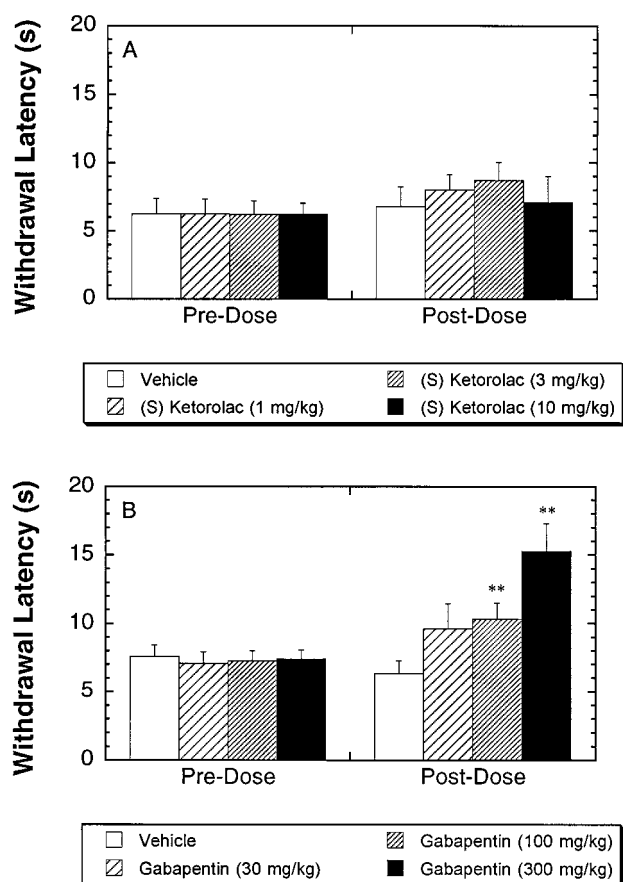 20
A
15
10
5
0
Withdrawal Latency (s)
Pre-Dose
Post-Dose
Vehicle
(S) Ketorolac (3 mg/kg)
(S) Ketorolac (1 mg/kg)
(S) Ketorolac (10 mg/kg)
20
B
15
10
5
0
Withdrawal Latency (s)
**
**
Pre-Dose
Post-Dose
Vehicle
Gabapentin (100 mg/kg)
Gabapentin (30 mg/kg)
Gabapentin (300 mg/kg)